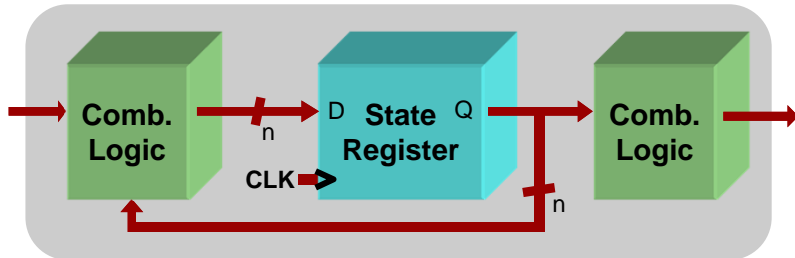 Comb.
Logic
n
D
State
Register
Q
CLK
n
Comb.
Logic